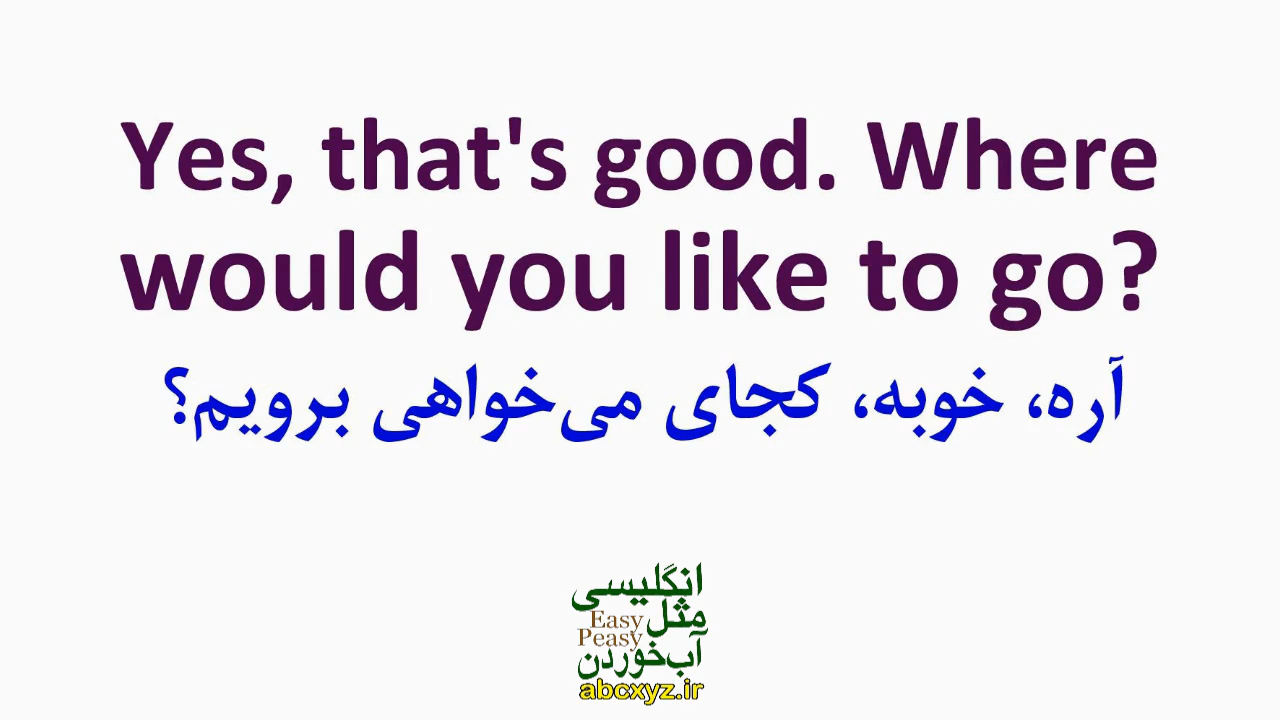 Yes, that's good. Where
would you like to go?
آره، خوبه، کجای می‌خواهی برویم؟
انگلیسی
مثل
Easy
Peasy
آب‌خوردن
abcxyz.ir